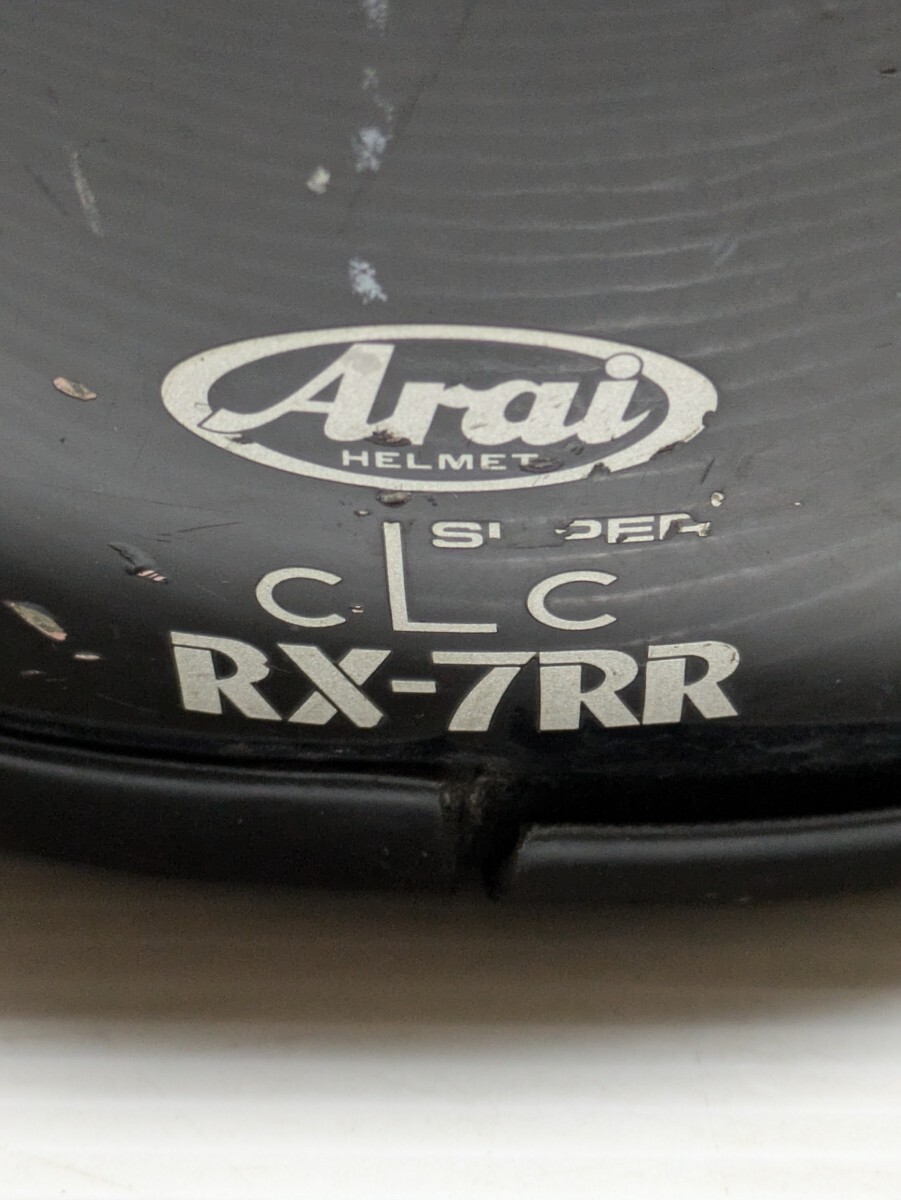 Arai
HELMET
SUPER
cLc
RX-7RR